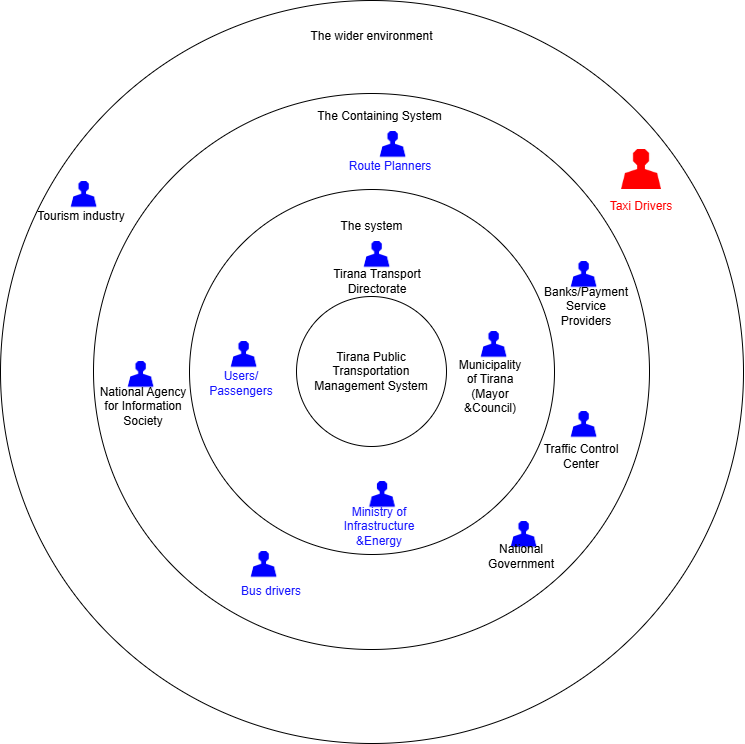 The wider environment
The Containing System
Route Planners
Tourism industry
Taxi Drivers
The system
Tirana Transport
Directorate
Banks/Payment
Service
Providers
Tirana Public
Transportation
Management System
Users/
Passengers
Municipality
of Tirana
(Mayor
&Council)
National Agency
for Information
Society
Traffic Control
Center
Ministry of
Infrastructure
&Energy
National
Government
Bus drivers